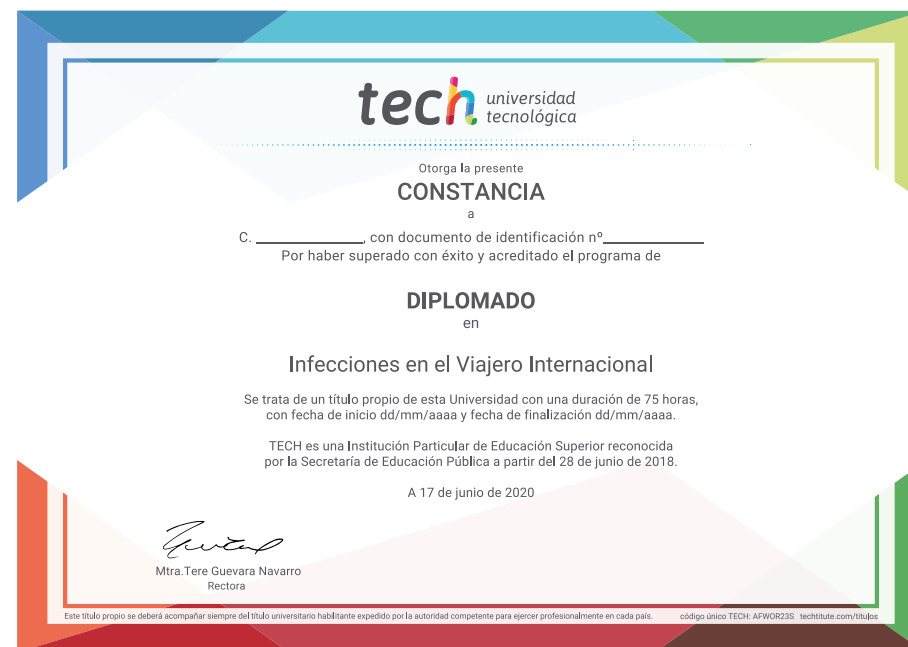 tech universidad
tecnológica
Otorga la presente
CONSTANCIA
a
C. ____________, con documento de identificación nº____________
Por haber superado con éxito y acreditado el programa de
DIPLOMADO
en
Infecciones en el Viajero Internacional
Se trata de un título propio de esta Universidad con una duración de 75 horas,
con fecha de inicio dd/mm/aaaa y fecha de finalización dd/mm/aaaa.
TECH es una Institución Particular de Educación Superior reconocida
por la Secretaría de Educación Pública a partir del 28 de junio de 2018.
A 17 de junio de 2020
Mtra.Tere Guevara Navarro
Rectora
Este título propio se deberá acompañar siempre del título universitario habilitante expedido por la autoridad competente para ejercer profesionalmente en cada país. código único TECH: AFWOR23S techtitute.com/titulos